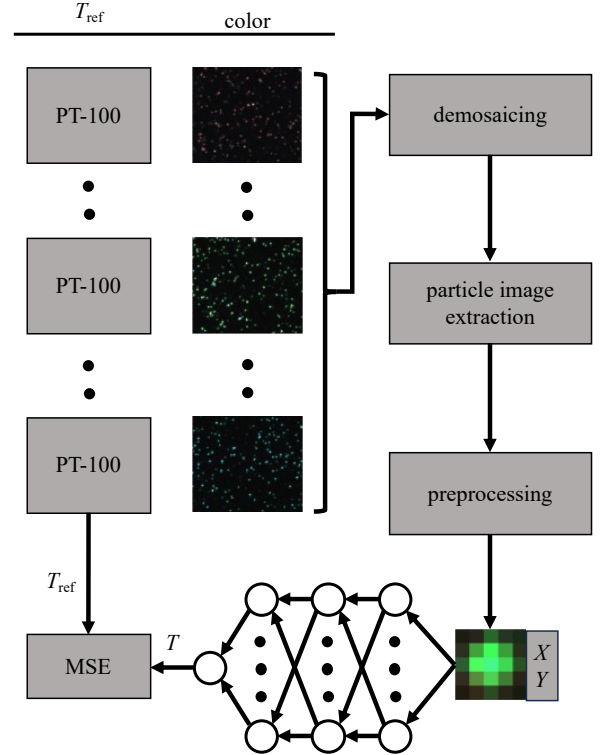 T_ref
color
PT-100
demosaicing
PT-100
particle image
extraction
PT-100
preprocessing
T_ref
T
MSE
X
Y